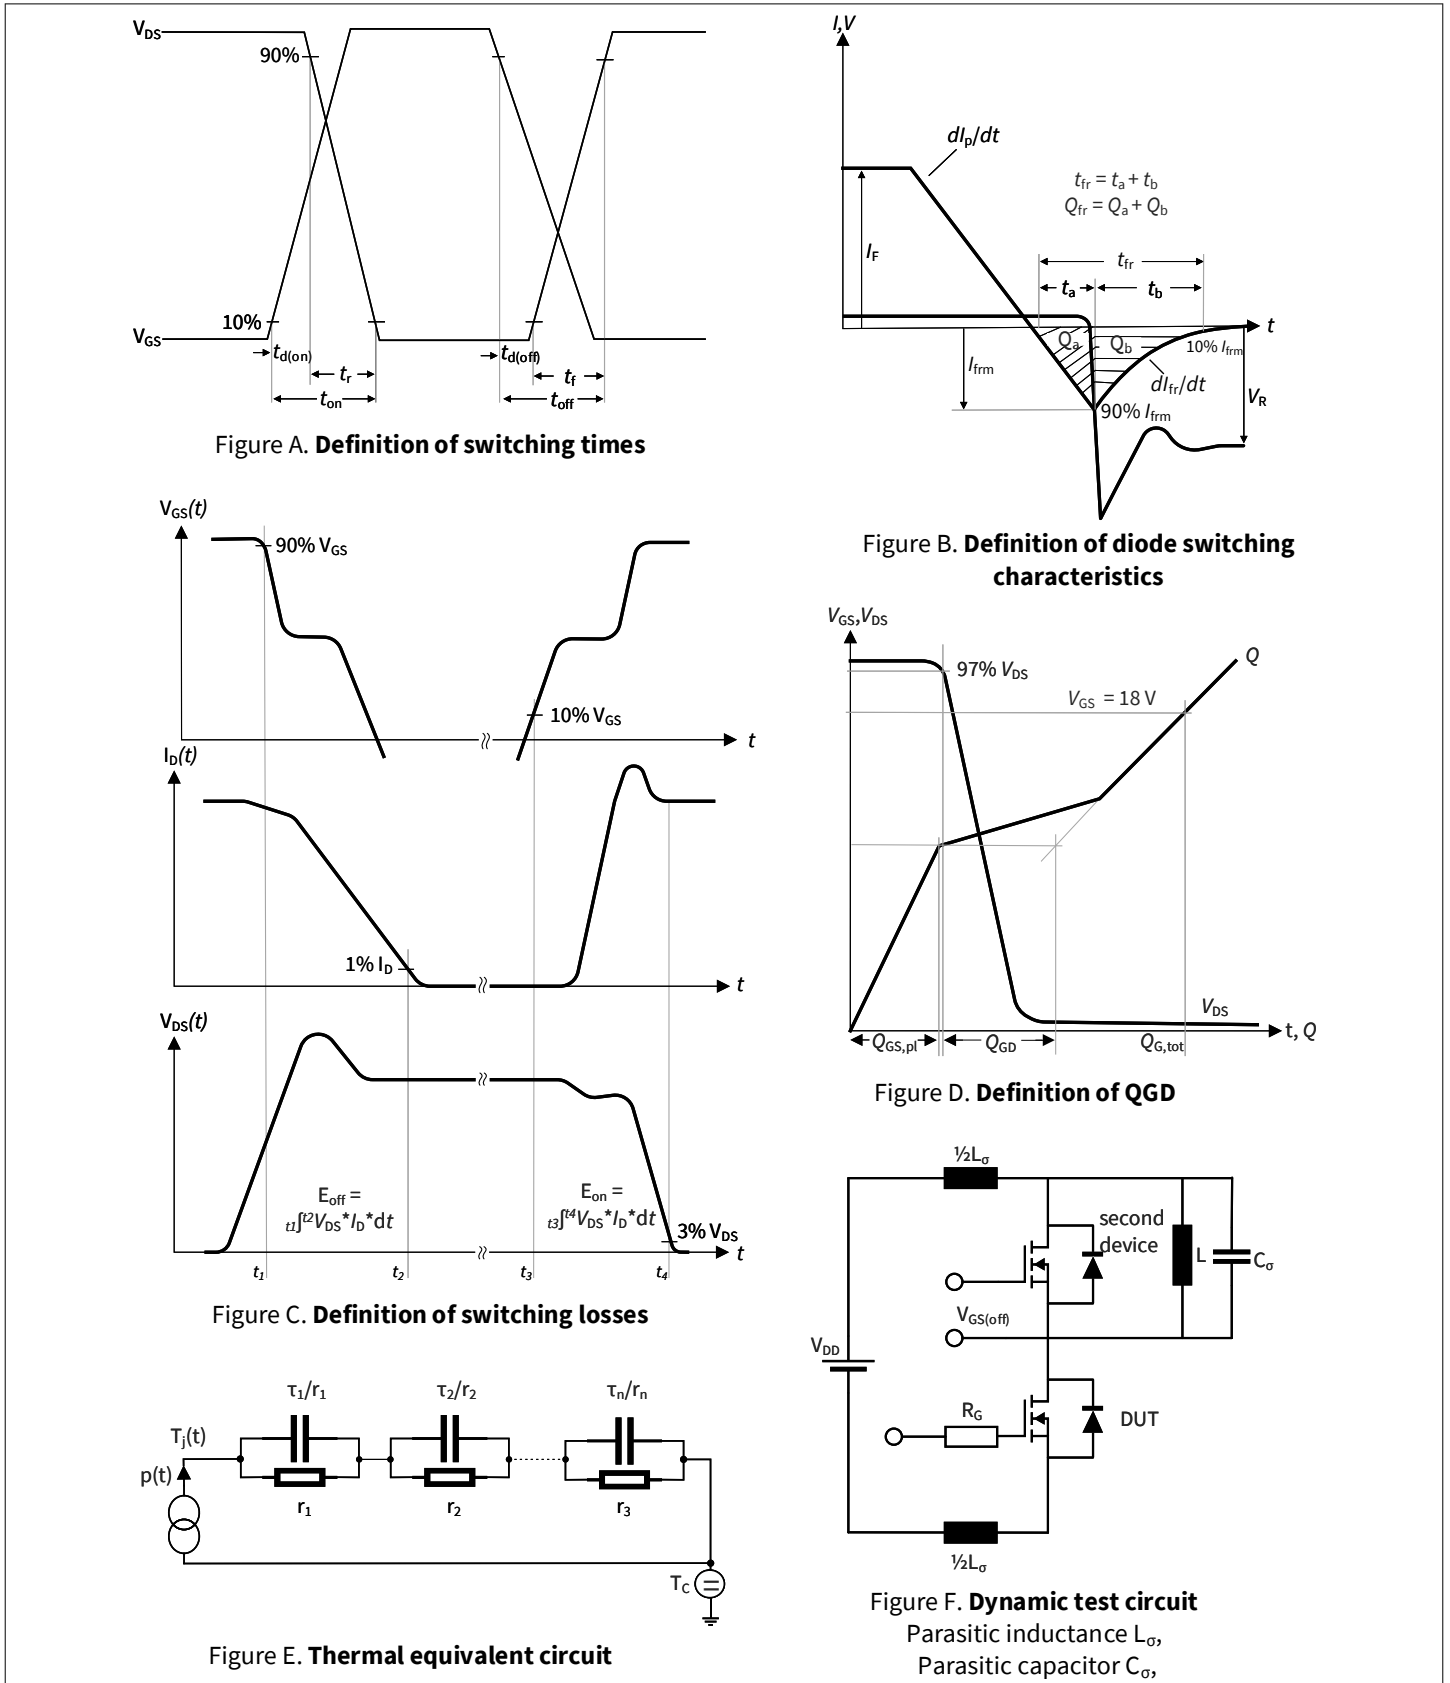 V_DS
90%
10%
V_GS
t_d(on)
t_r
t_on
t_d(off)
t_f
t_off
Figure A. Definition of switching times
I,V
dI_p/dt
t_fr = t_a + t_b
Q_fr = Q_a + Q_b
I_F
t_fr
t_a
t_b
t
Q_a
Q_b
10% I_frm
I_frm
dI_fr/dt
90% I_frm
V_R
Figure B. Definition of diode switching
characteristics
V_GS(t)
90% V_GS
10% V_GS
t
I_D(t)
1% I_D
t
V_DS(t)
E_off =
t1∫^t2 V_DS*I_D*dt
E_on =
t3∫^t4 V_DS*I_D*dt
3% V_DS
t
t_1
t_2
t_3
t_4
Figure C. Definition of switching losses
V_GS,V_DS
97% V_DS
V_GS = 18 V
Q
V_DS
t, Q
Q_GS,pl
Q_GD
Q_G,tot
Figure D. Definition of QGD
τ_1/r_1
τ_2/r_2
τ_n/r_n
T_j(t)
p(t)
r_1
r_2
r_3
T_C
Figure E. Thermal equivalent circuit
½L_σ
second
device
L
C_σ
V_GS(off)
V_DD
R_G
DUT
½L_σ
Figure F. Dynamic test circuit
Parasitic inductance L_σ,
Parasitic capacitor C_σ,